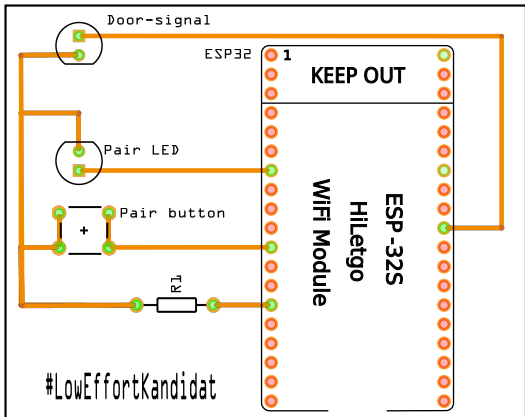 Door-signal
ESP32
1
KEEP OUT
Pair LED
Pair button
+
R1
ESP-32S
HiLetgo
WiFi Module
#LowEffortKandidat